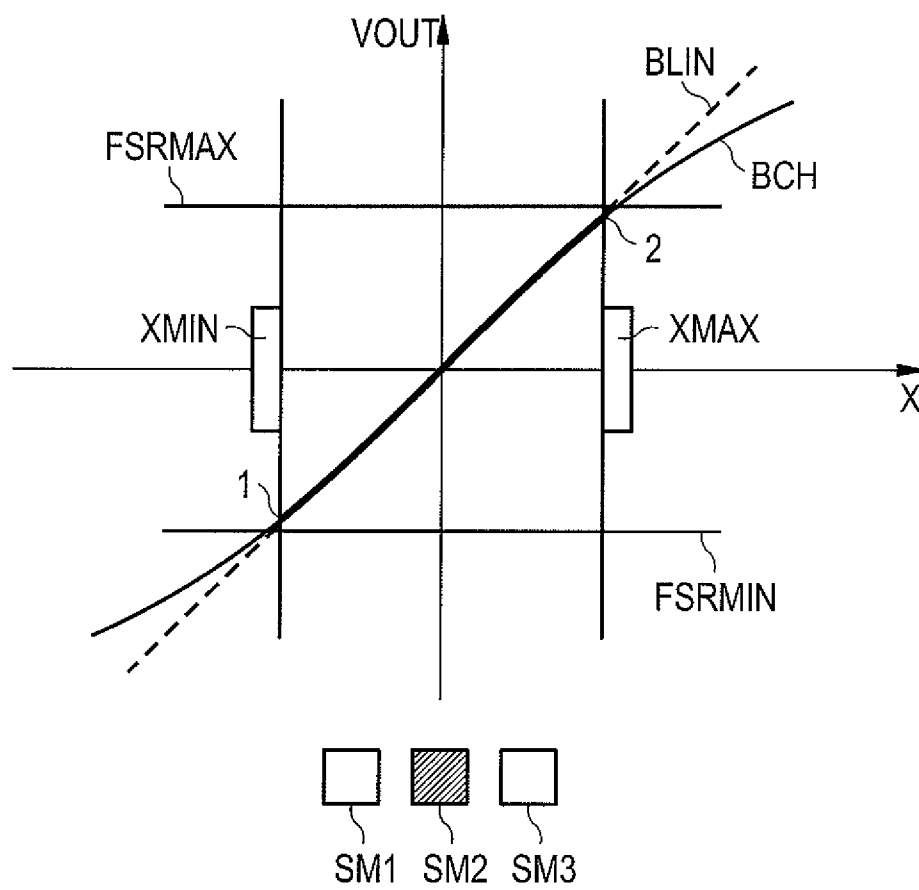 VOUT
BLIN
FSRMAX
BCH
2
XMIN
XMAX
X
1
FSRMIN
SM1 SM2 SM3